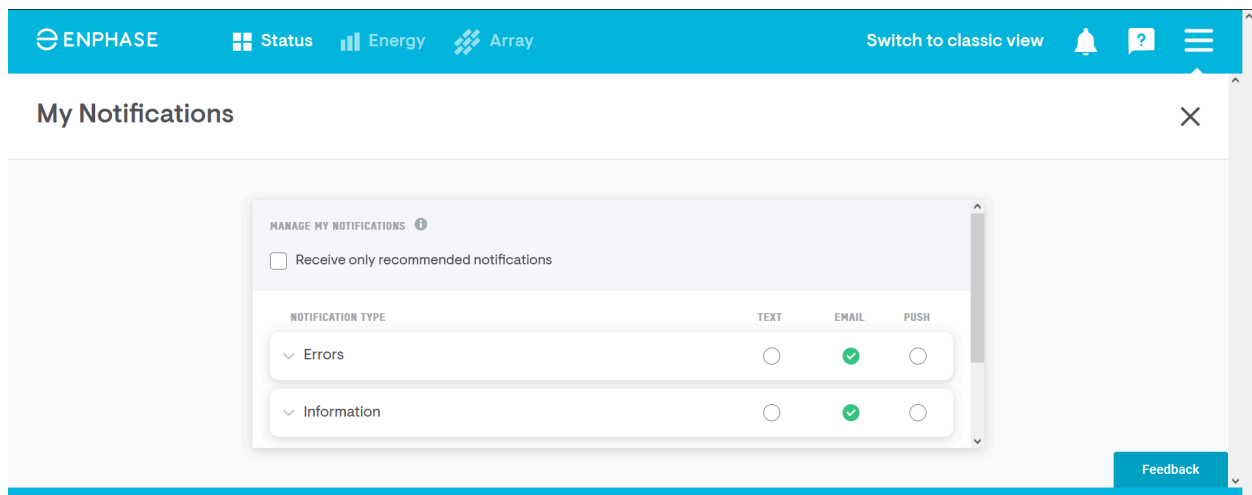 ENPHASE Status Energy Array Switch to classic view ?
My Notifications
MANAGE MY NOTIFICATIONS i
Receive only recommended notifications
NOTIFICATION TYPE TEXT EMAIL PUSH
Errors
Information
Feedback